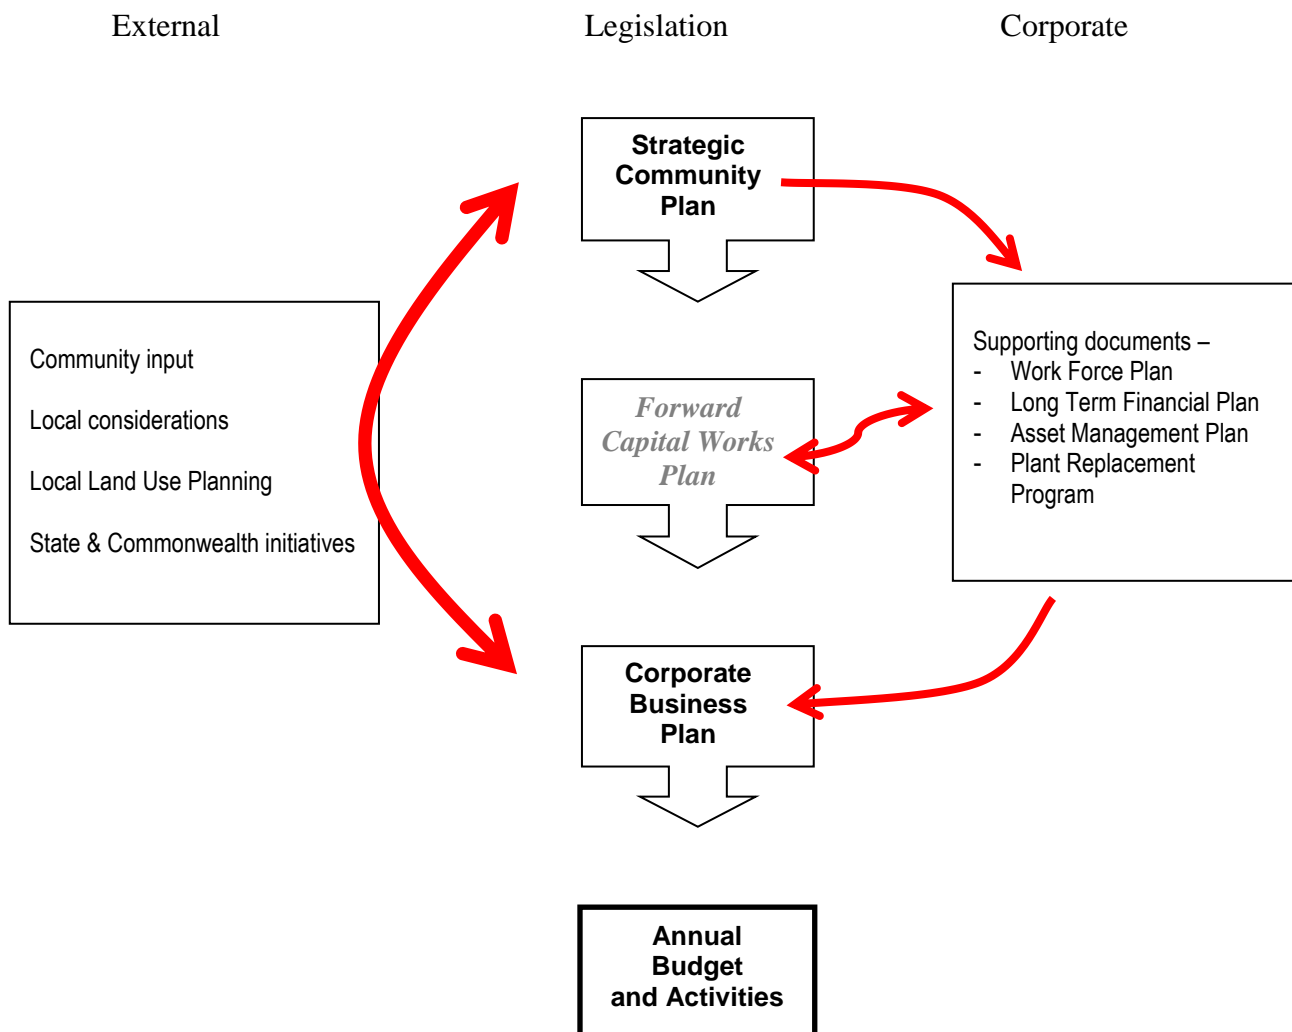 External
Legislation
Corporate
Strategic
Community
Plan
Community input
Local considerations
Local Land Use Planning
State & Commonwealth initiatives
Forward
Capital Works
Plan
Supporting documents –
- Work Force Plan
- Long Term Financial Plan
- Asset Management Plan
- Plant Replacement
Program
Corporate
Business
Plan
Annual
Budget
and Activities